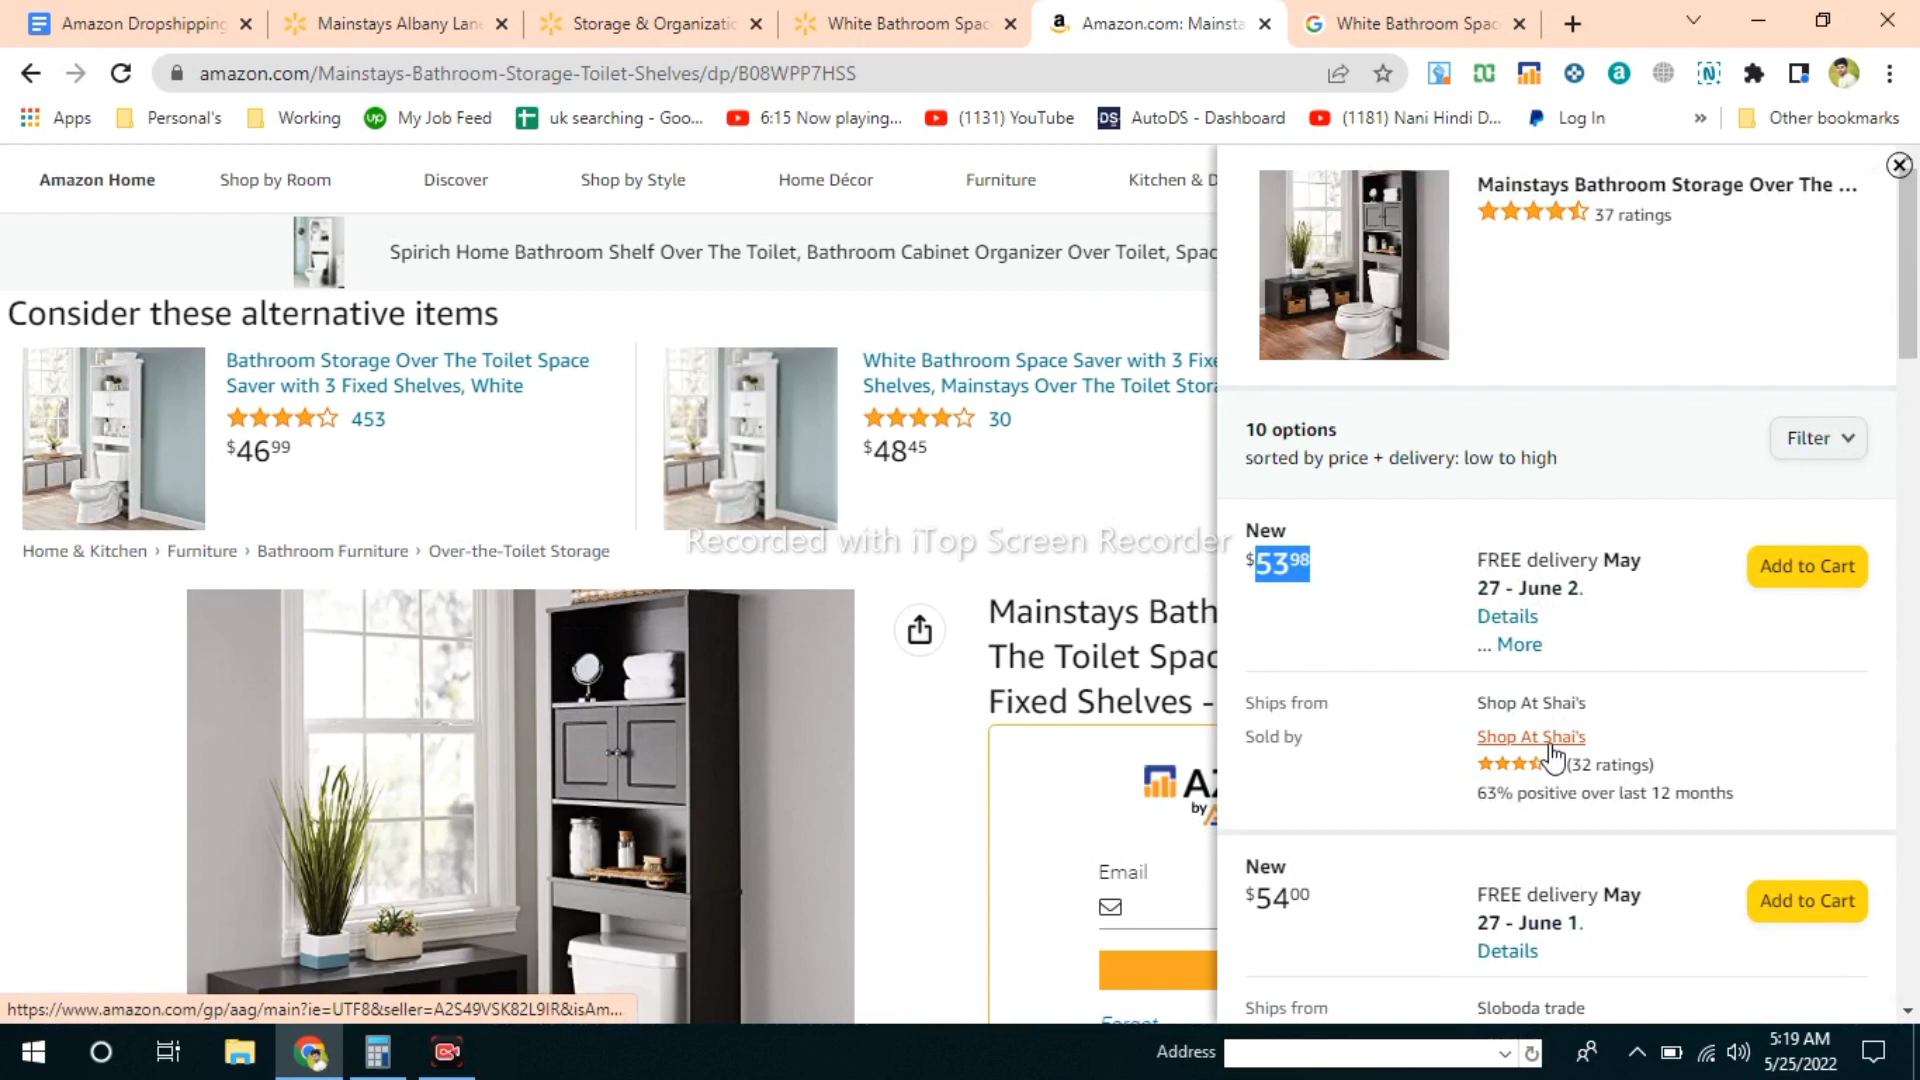 Amazon Dropshipping
Mainstays Albany Lan
Storage & Organizatio
White Bathroom Spac
Amazon.com: Mainsta
White Bathroom Spac
amazon.com/Mainstays-Bathroom-Storage-Toilet-Shelves/dp/B08WPP7HSS
Apps
Personal's
Working
up My Job Feed
uk searching - Goo...
6:15 Now playing...
(1131) YouTube
DS AutoDS - Dashboard
(1181) Nani Hindi D...
Log In
»
Other bookmarks
Amazon Home
Shop by Room
Discover
Shop by Style
Home Décor
Furniture
Kitchen & D
Spirich Home Bathroom Shelf Over The Toilet, Bathroom Cabinet Organizer Over Toilet, Spac
Consider these alternative items
Bathroom Storage Over The Toilet Space
Saver with 3 Fixed Shelves, White
453
$46⁹⁹
White Bathroom Space Saver with 3 Fixe
Shelves, Mainstays Over The Toilet Stora
30
$48⁴⁵
Home & Kitchen › Furniture › Bathroom Furniture › Over-the-Toilet Storage
Recorded with iTop Screen Recorder
Mainstays Bath
The Toilet Spac
Fixed Shelves -
AZ
by
Email
Forgot
Mainstays Bathroom Storage Over The ...
37 ratings
10 options
sorted by price + delivery: low to high
Filter
New
$53⁹⁸
FREE delivery May
27 - June 2.
Details
... More
Add to Cart
Ships from
Shop At Shai's
Sold by
Shop At Shai's
(32 ratings)
63% positive over last 12 months
New
$54⁰⁰
FREE delivery May
27 - June 1.
Details
Add to Cart
Ships from
Sloboda trade
https://www.amazon.com/gp/aag/main?ie=UTF8&seller=A2S49VSK82L9IR&isAm...
Address
5:19 AM
5/25/2022